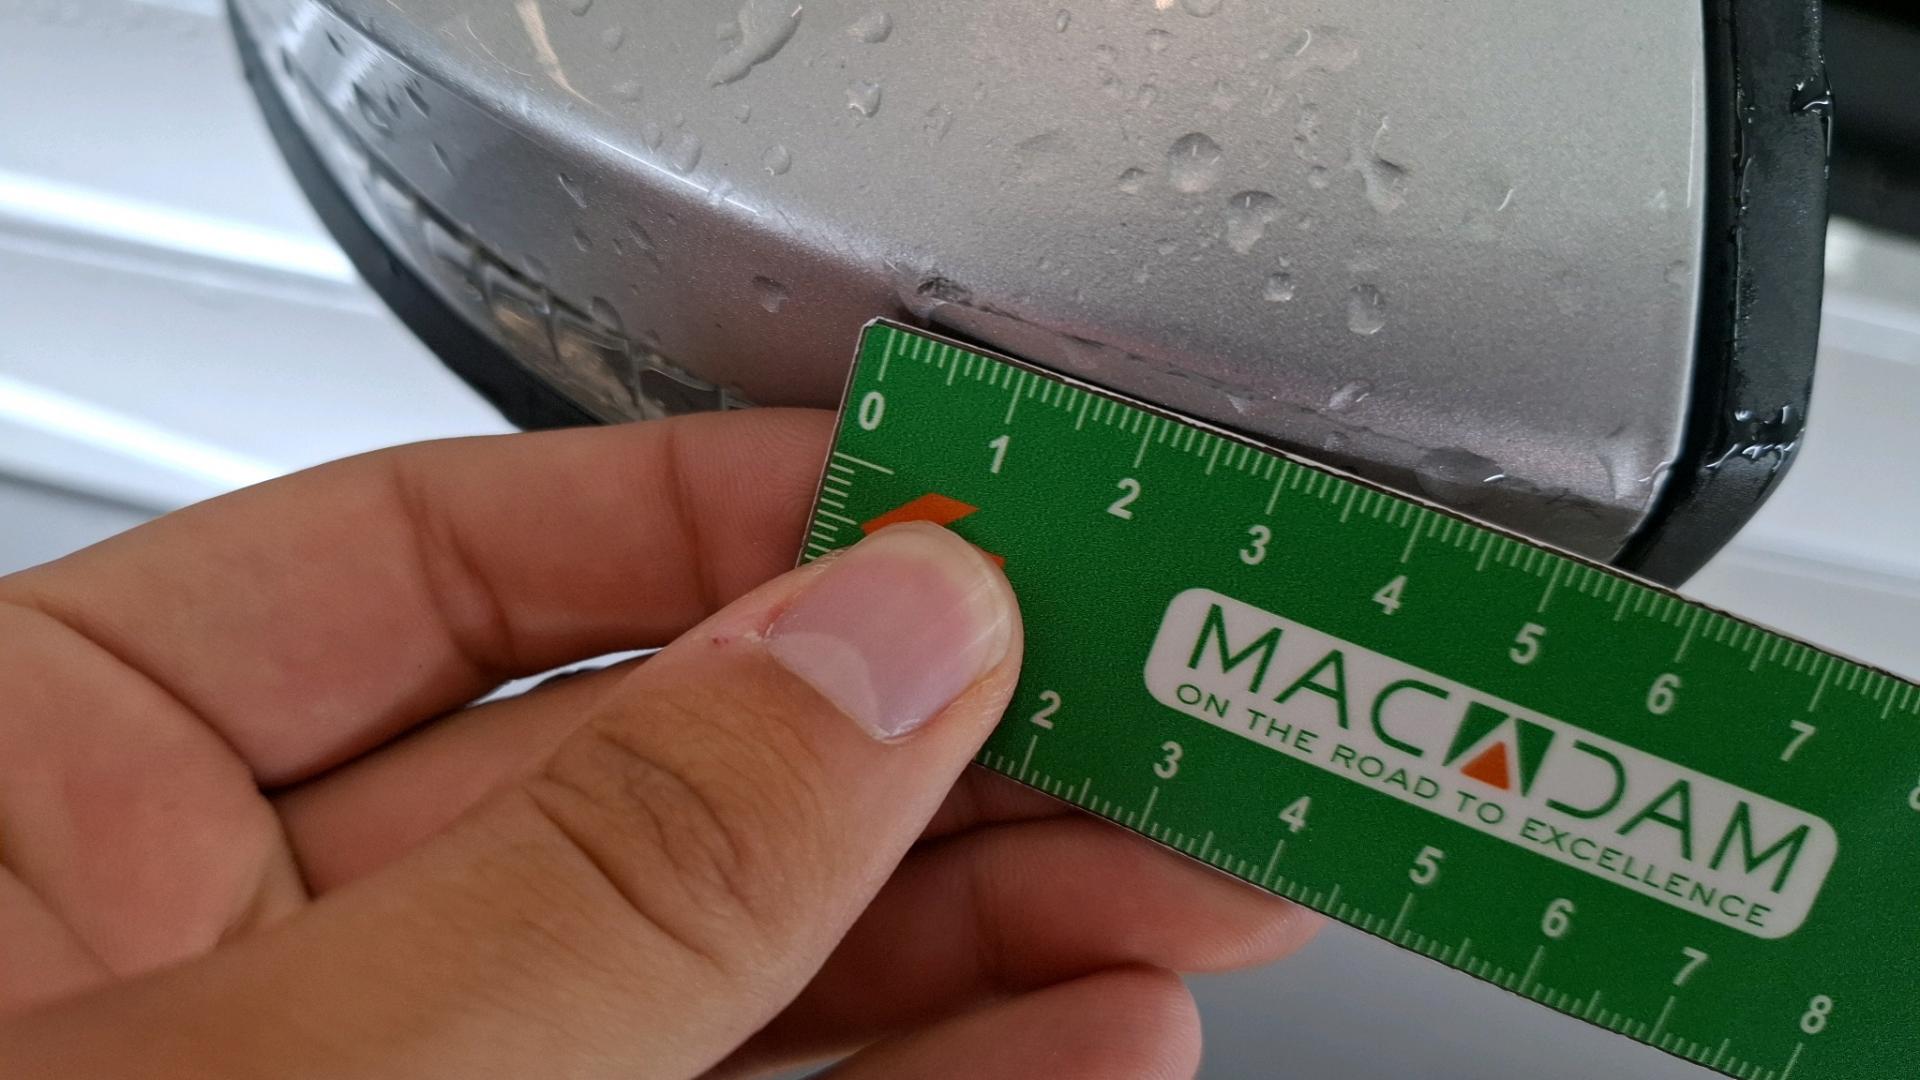 0 1 2 3 4 5 6 7
MACADAM
ON THE ROAD TO EXCELLENCE
2 3 4 5 6 7 8